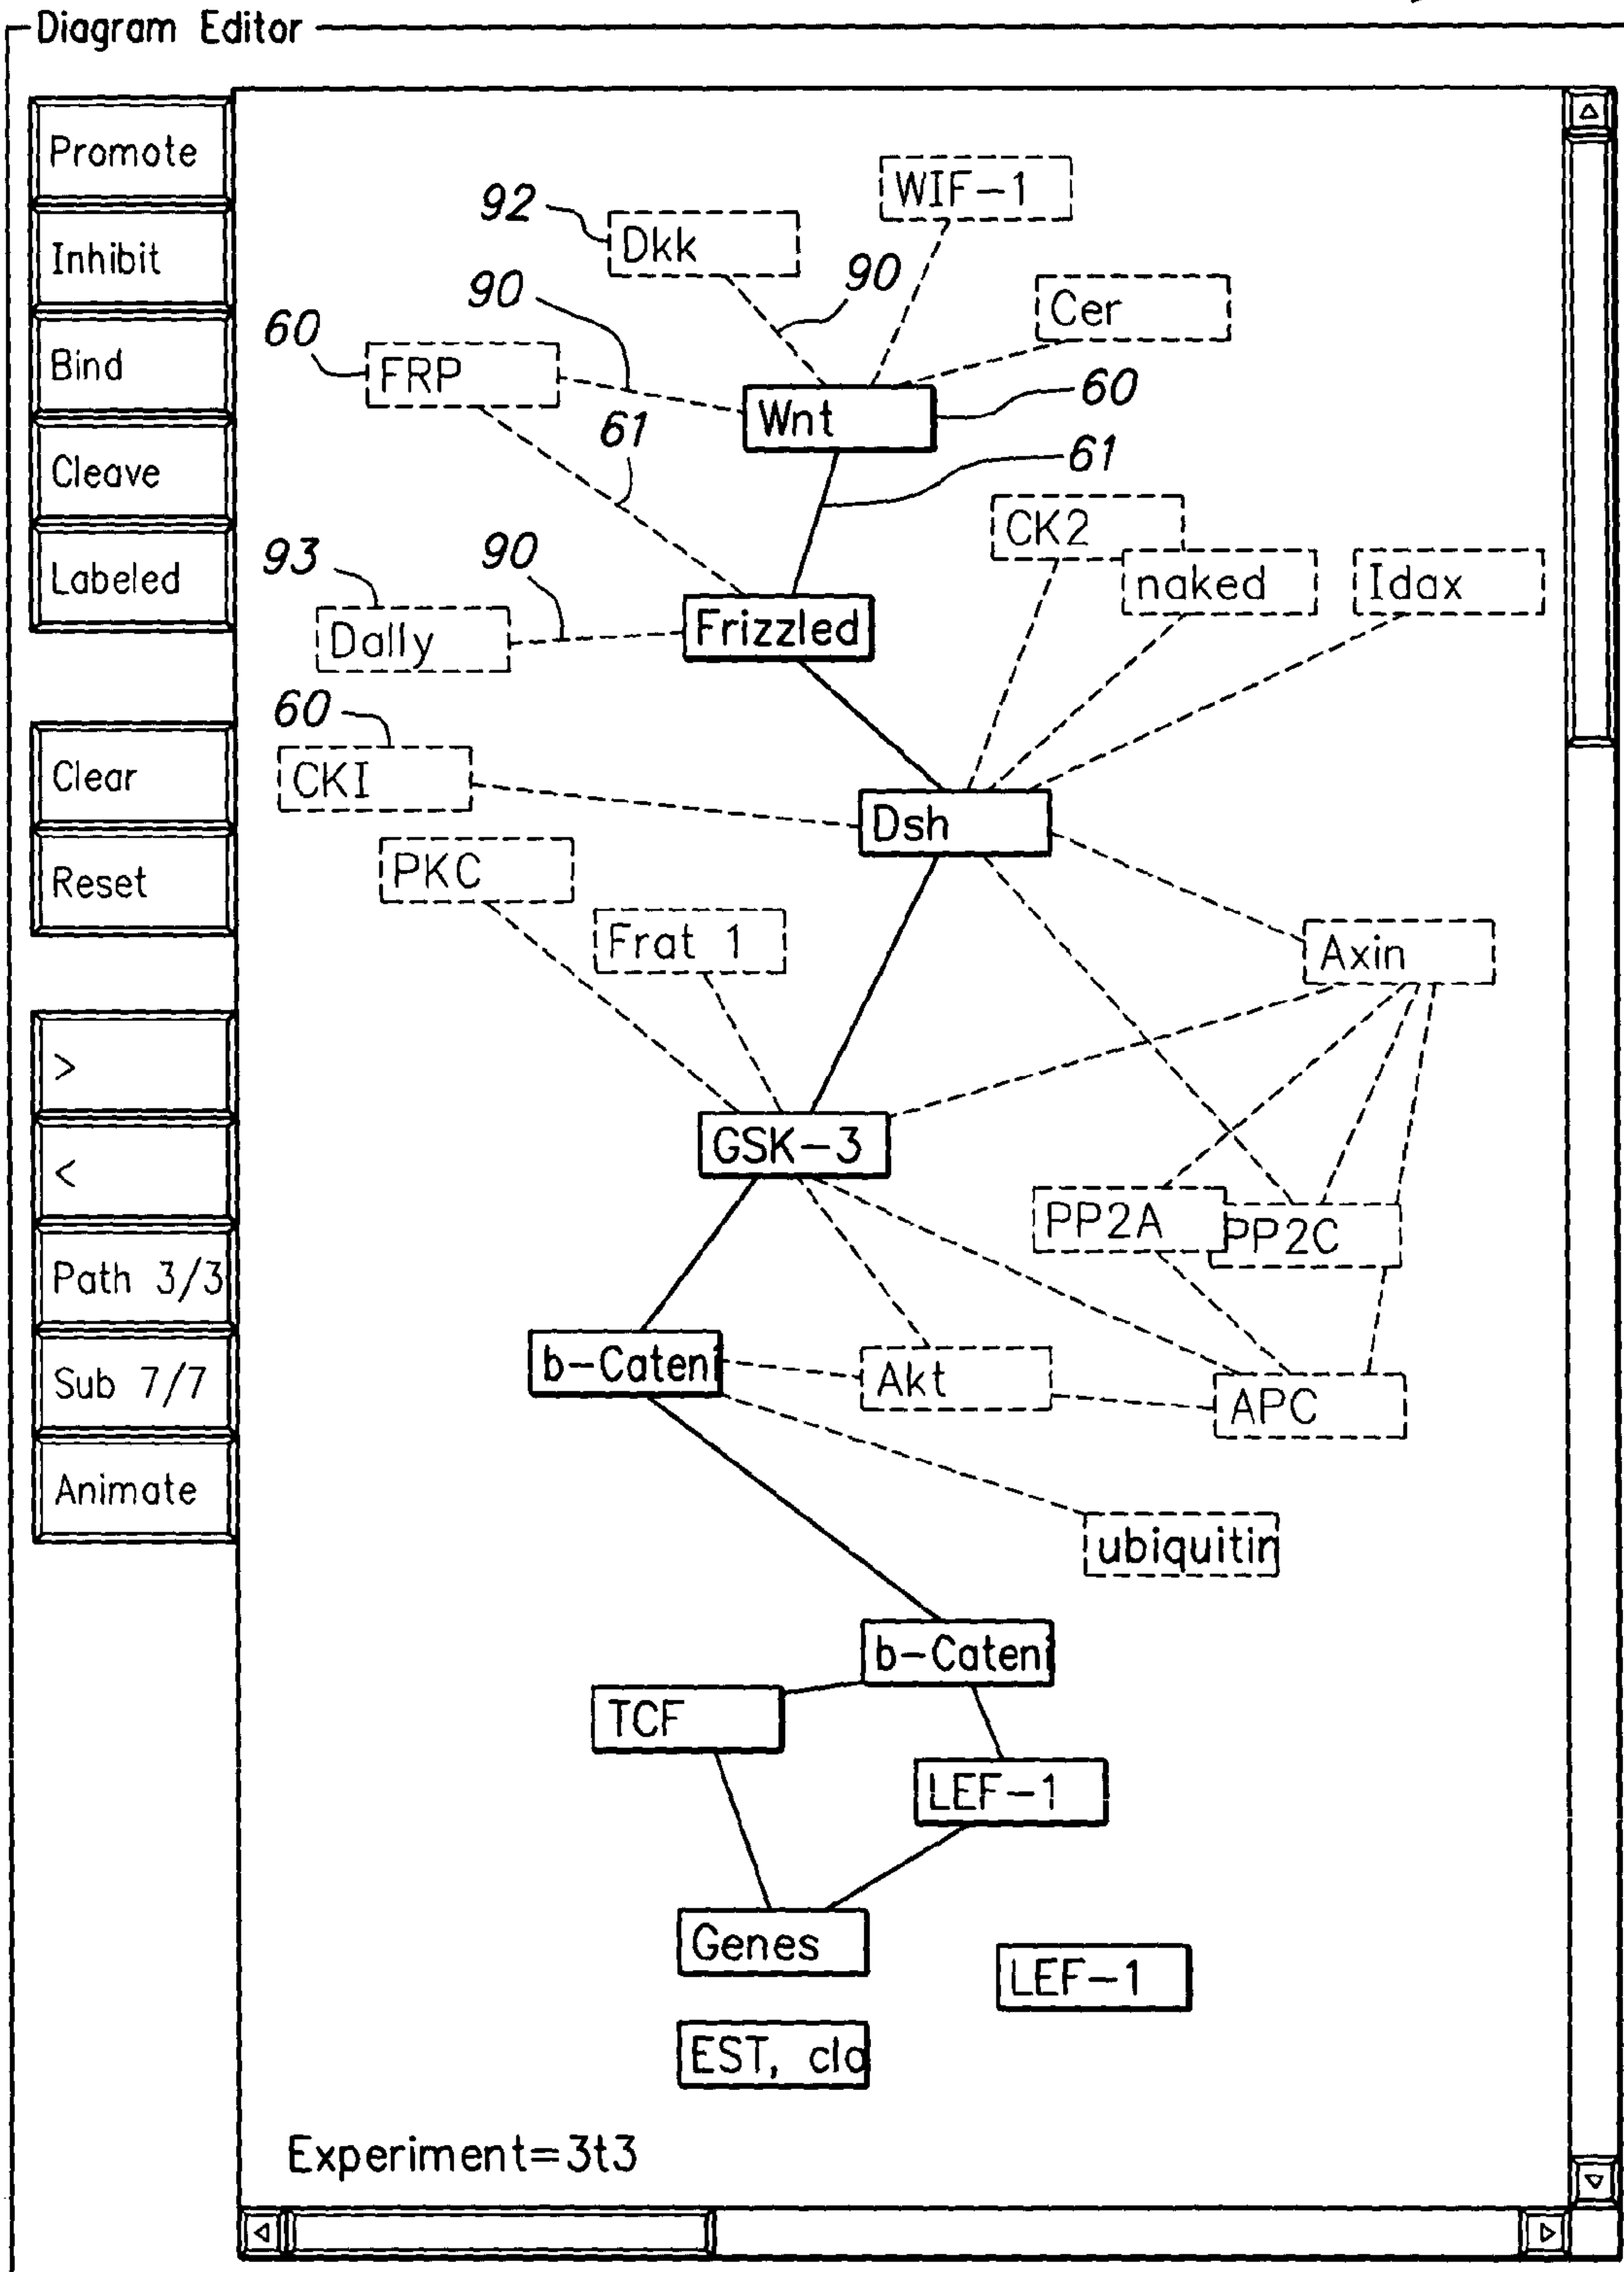 Diagram Editor
Promote
Inhibit
Bind
Cleave
Labeled
Clear
Reset
>
<
Path 3/3
Sub 7/7
Animate
WIF-1
92
Dkk
90
90
Cer
60
FRP
Wnt
60
61
61
CK2
93
90
naked
Idax
Dally
Frizzled
60
CKI
Dsh
PKC
Frat 1
Axin
GSK-3
PP2A
PP2C
b-Caten
Akt
APC
ubiquitin
b-Caten
TCF
LEF-1
Genes
LEF-1
EST, cla
Experiment=3t3